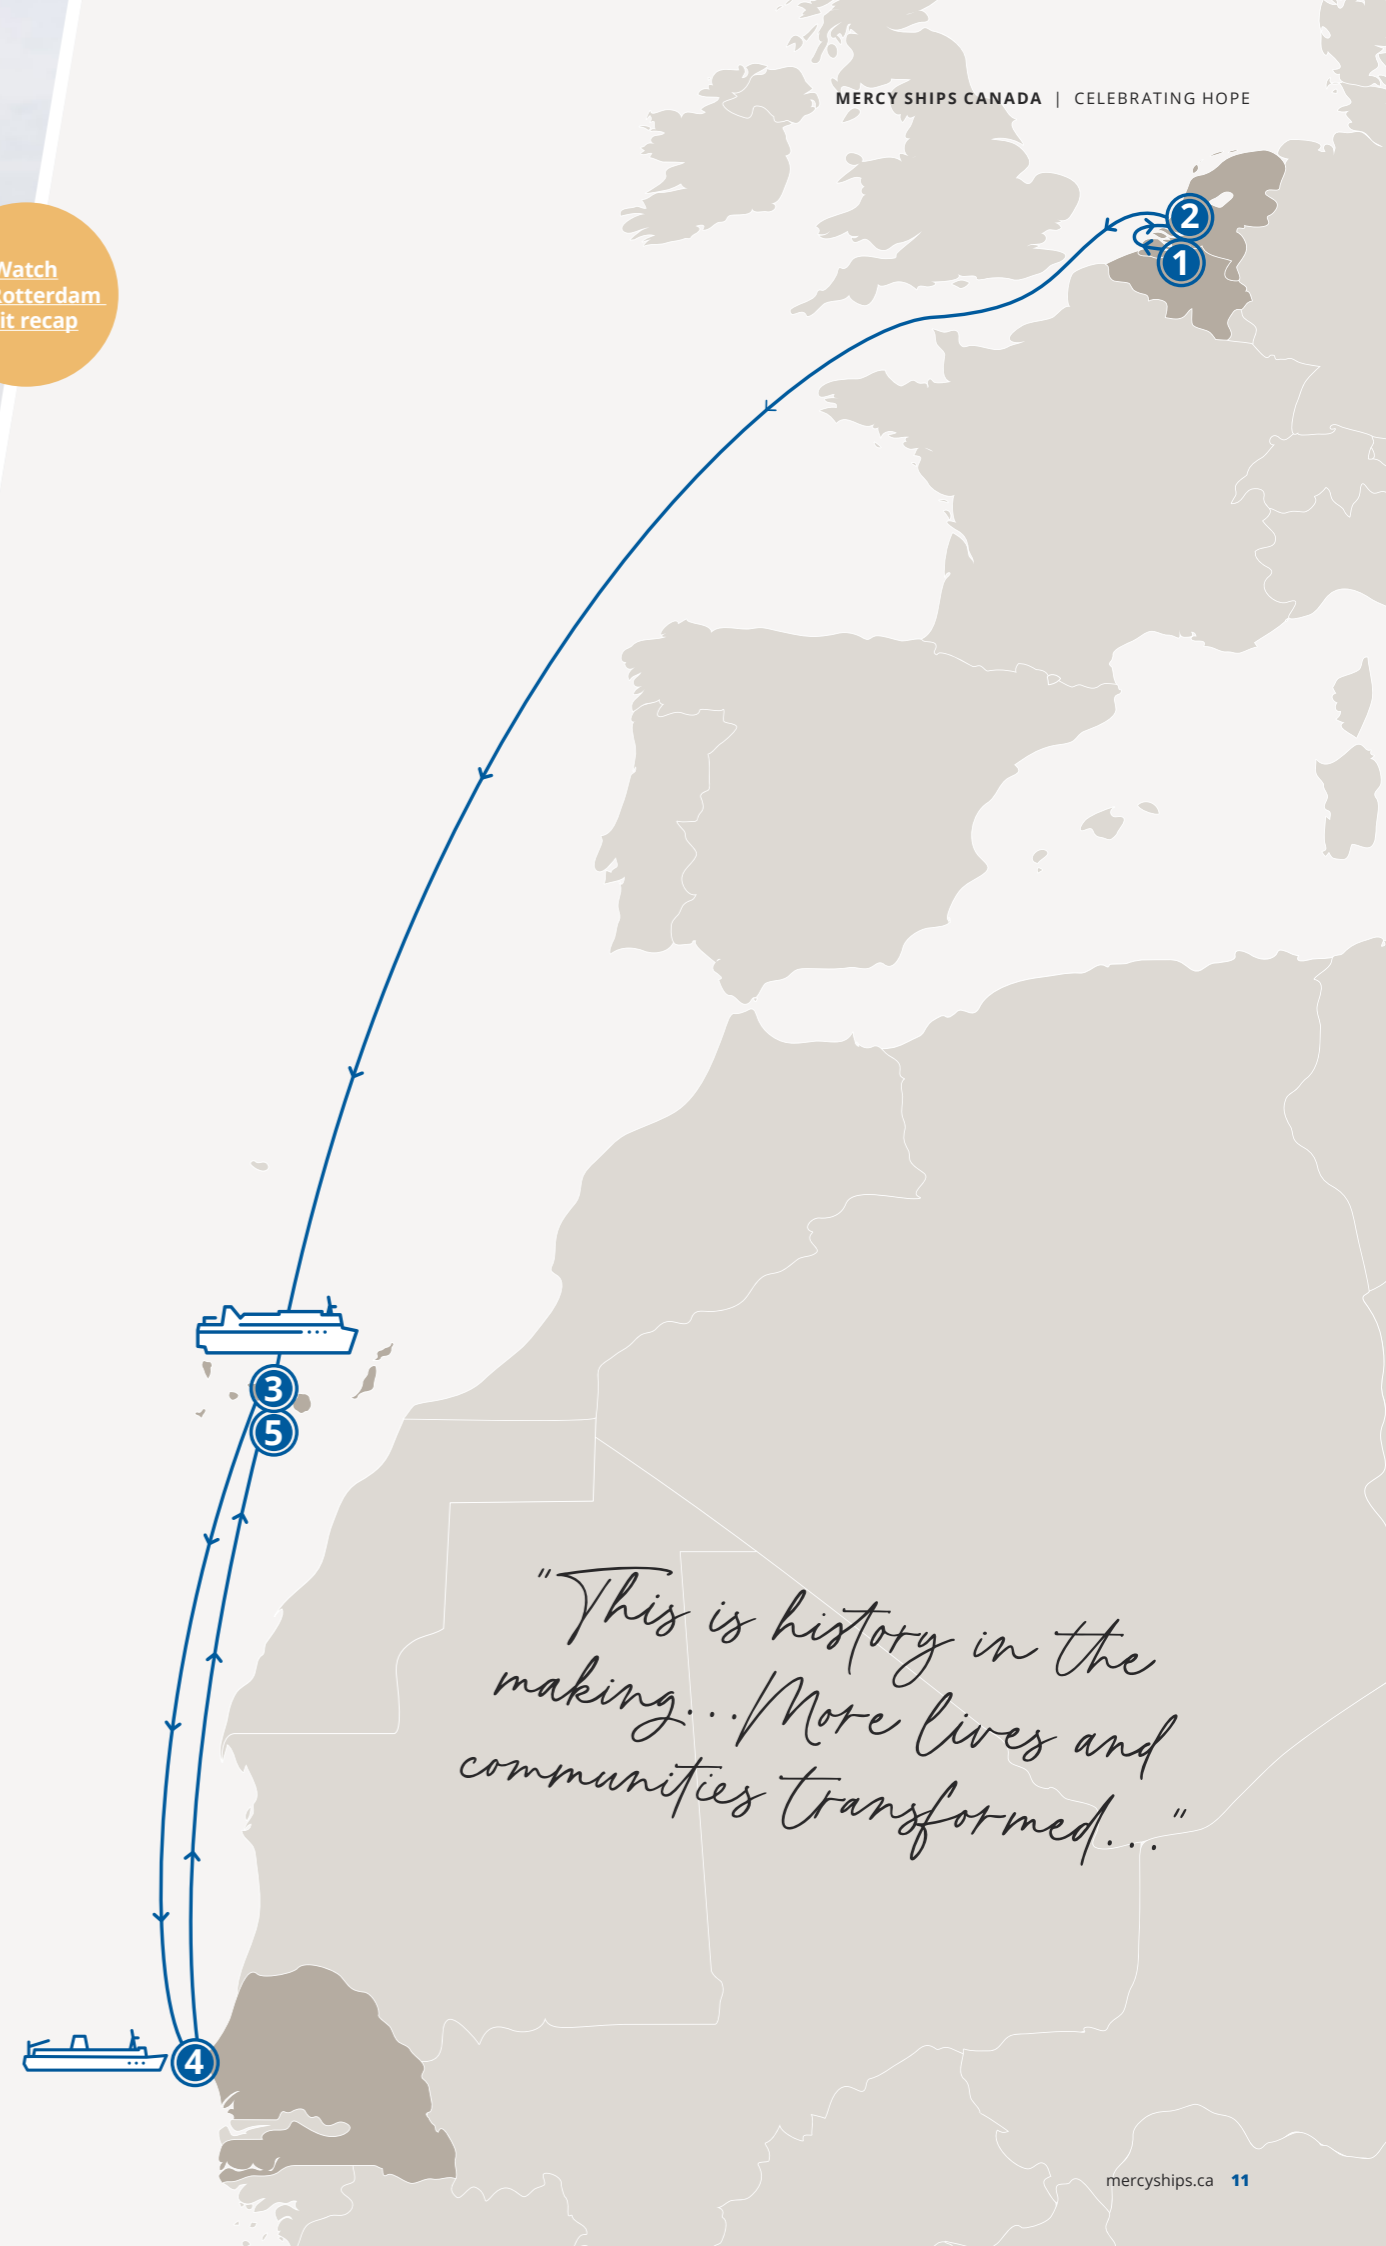 MERCY SHIPS CANADA | CELEBRATING HOPE
2
1
Watch
Rotterdam
it recap
3
5
"This is history in the
making...More lives and
communities transformed..."
4
mercyships.ca 11